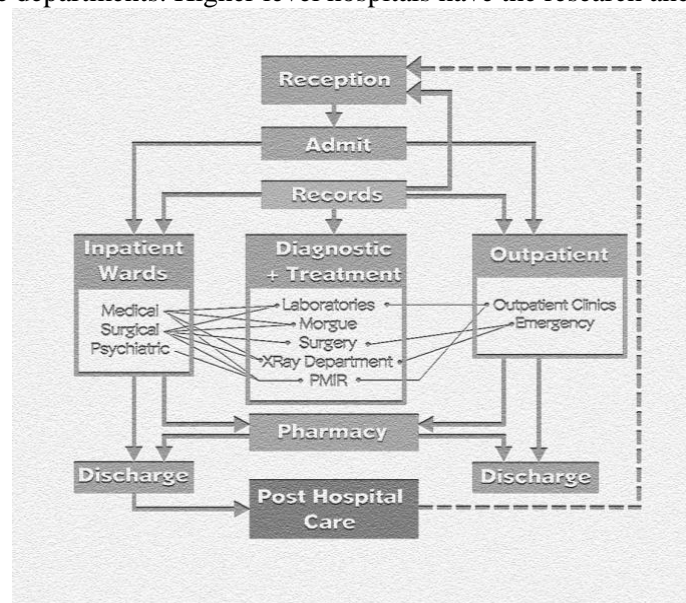 e departments. Higher level hospitals have the research and
Reception
Admit
Records
Inpatient
Wards
Medical
Surgical
Psychiatric
Diagnostic
+ Treatment
Laboratories
Morgue
Surgery
XRay Department
PMIR
Outpatient
Outpatient Clinics
Emergency
Pharmacy
Discharge
Discharge
Post Hospital
Care